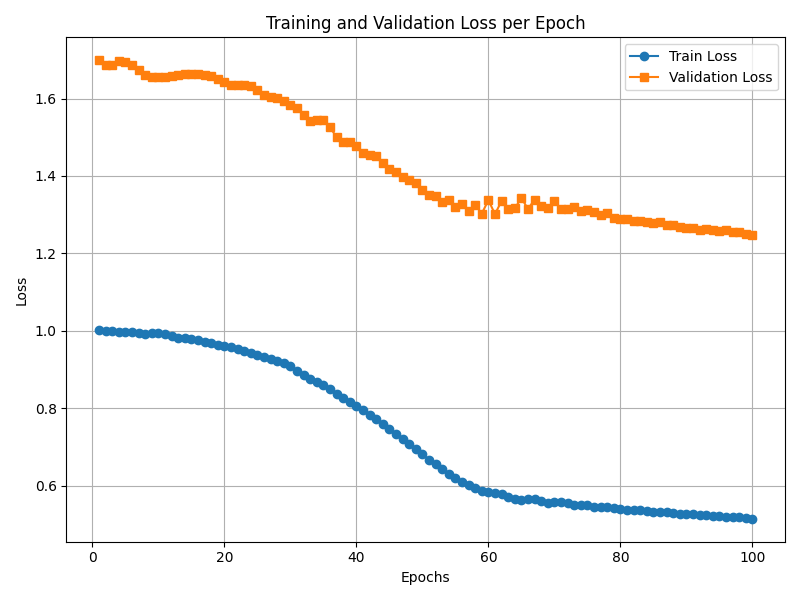 Training and Validation Loss per Epoch
Train Loss
Validation Loss
Loss
1.6
1.4
1.2
1.0
0.8
0.6
0
20
40
60
80
100
Epochs